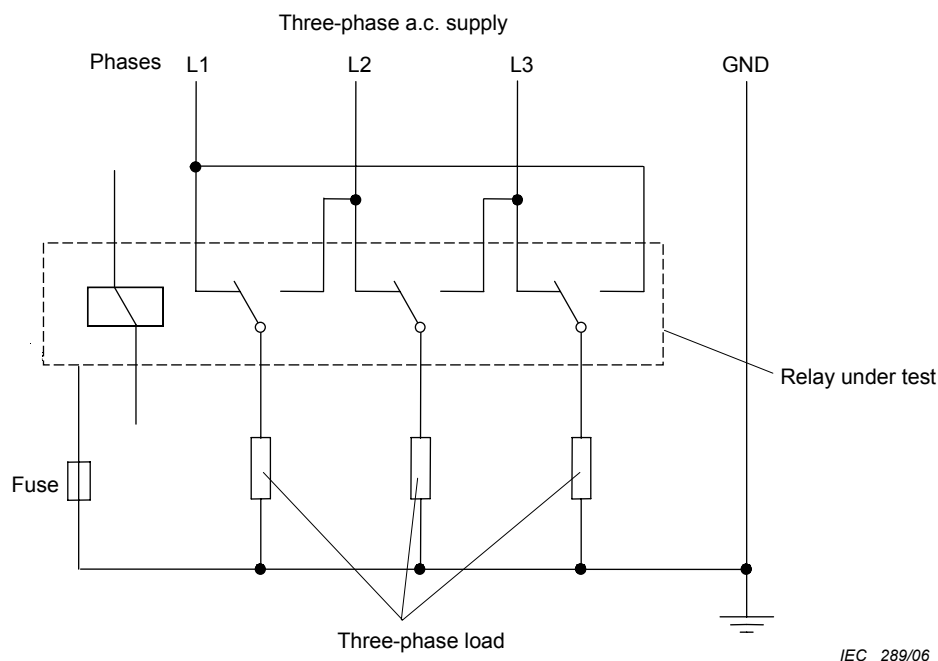 Three-phase a.c. supply
Phases L1 L2 L3 GND
Relay under test
Fuse
Three-phase load
IEC 289/06